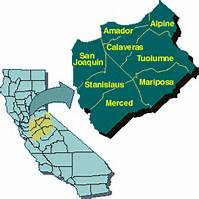 Alpine
Amador
Calaveras
San
Joaquin
Tuolumne
Stanislaus
Mariposa
Merced